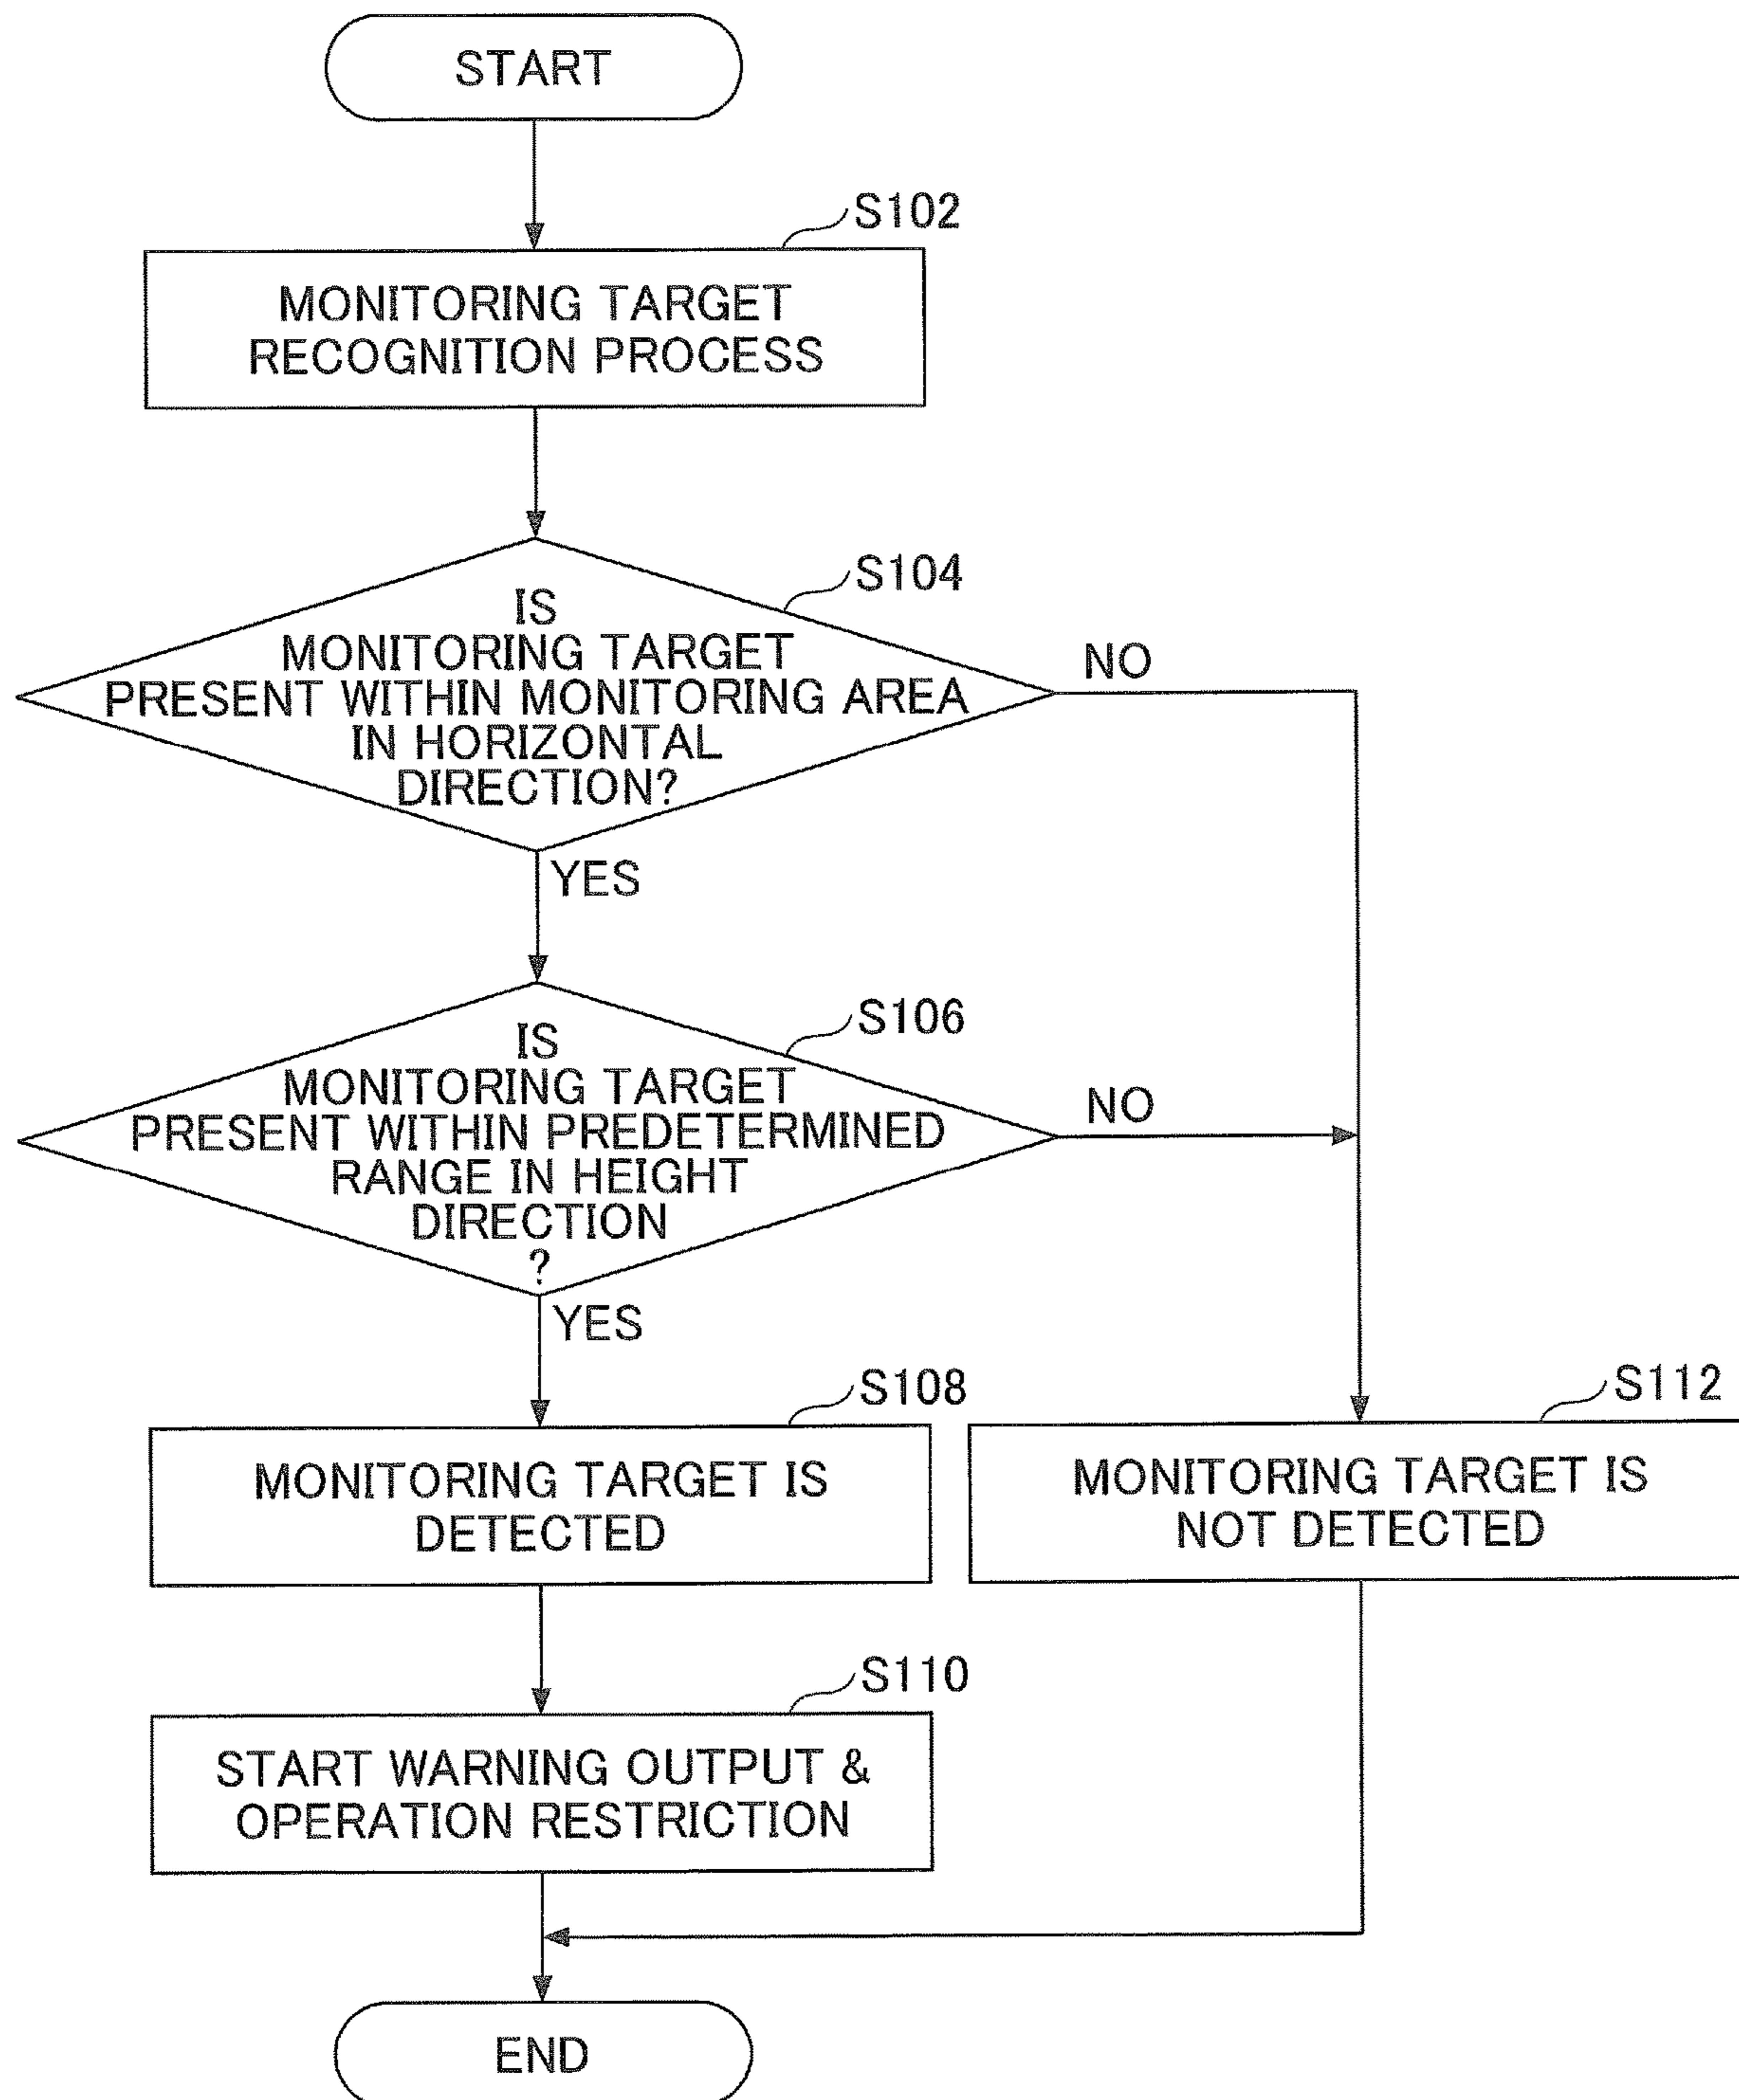 START
S102
MONITORING TARGET
RECOGNITION PROCESS
S104
IS
MONITORING TARGET
PRESENT WITHIN MONITORING AREA
IN HORIZONTAL
DIRECTION?
NO
YES
S106
IS
MONITORING TARGET
PRESENT WITHIN PREDETERMINED
RANGE IN HEIGHT
DIRECTION
?
NO
YES
S108
MONITORING TARGET IS
DETECTED
S112
MONITORING TARGET IS
NOT DETECTED
S110
START WARNING OUTPUT &
OPERATION RESTRICTION
END